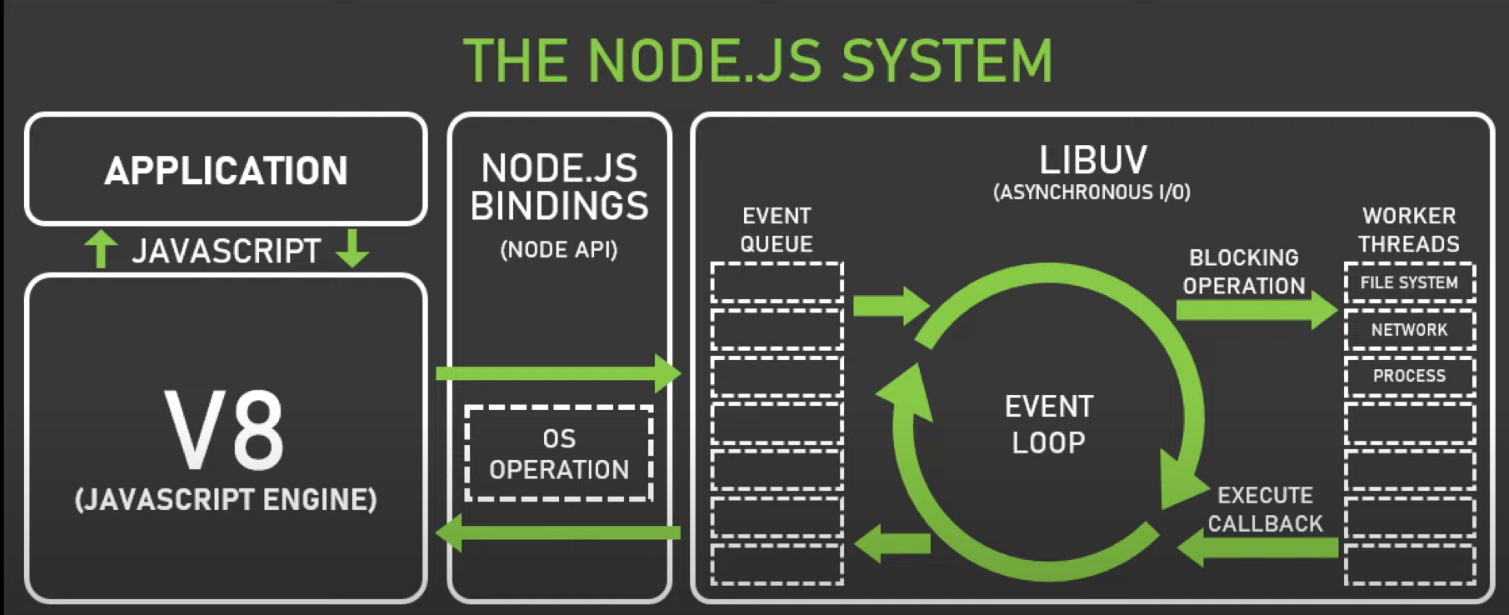 THE NODE.JS SYSTEM
APPLICATION
JAVASCRIPT
V8
(JAVASCRIPT ENGINE)
NODE.JS
BINDINGS
(NODE API)
OS
OPERATION
LIBUV
(ASYNCHRONOUS I/O)
EVENT
QUEUE
EVENT
LOOP
BLOCKING
OPERATION
EXECUTE
CALLBACK
WORKER
THREADS
FILE SYSTEM
NETWORK
PROCESS